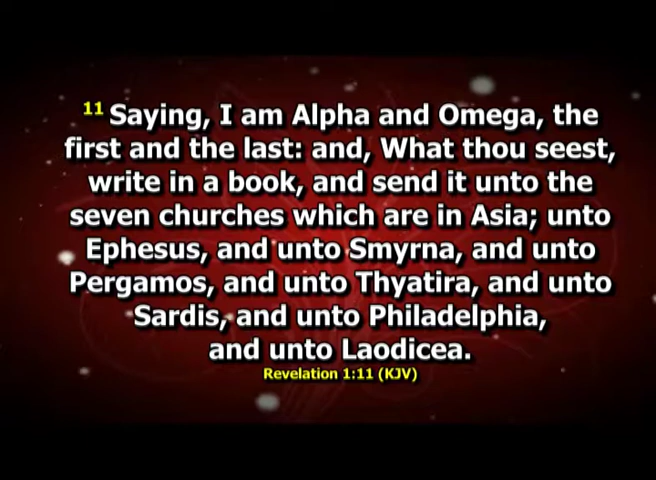 11 Saying, I am Alpha and Omega, the
first and the last: and, What thou seest,
write in a book, and send it unto the
seven churches which are in Asia; unto
Ephesus, and unto Smyrna, and unto
Pergamos, and unto Thyatira, and unto
Sardis, and unto Philadelphia,
and unto Laodicea.
Revelation 1:11 (KJV)